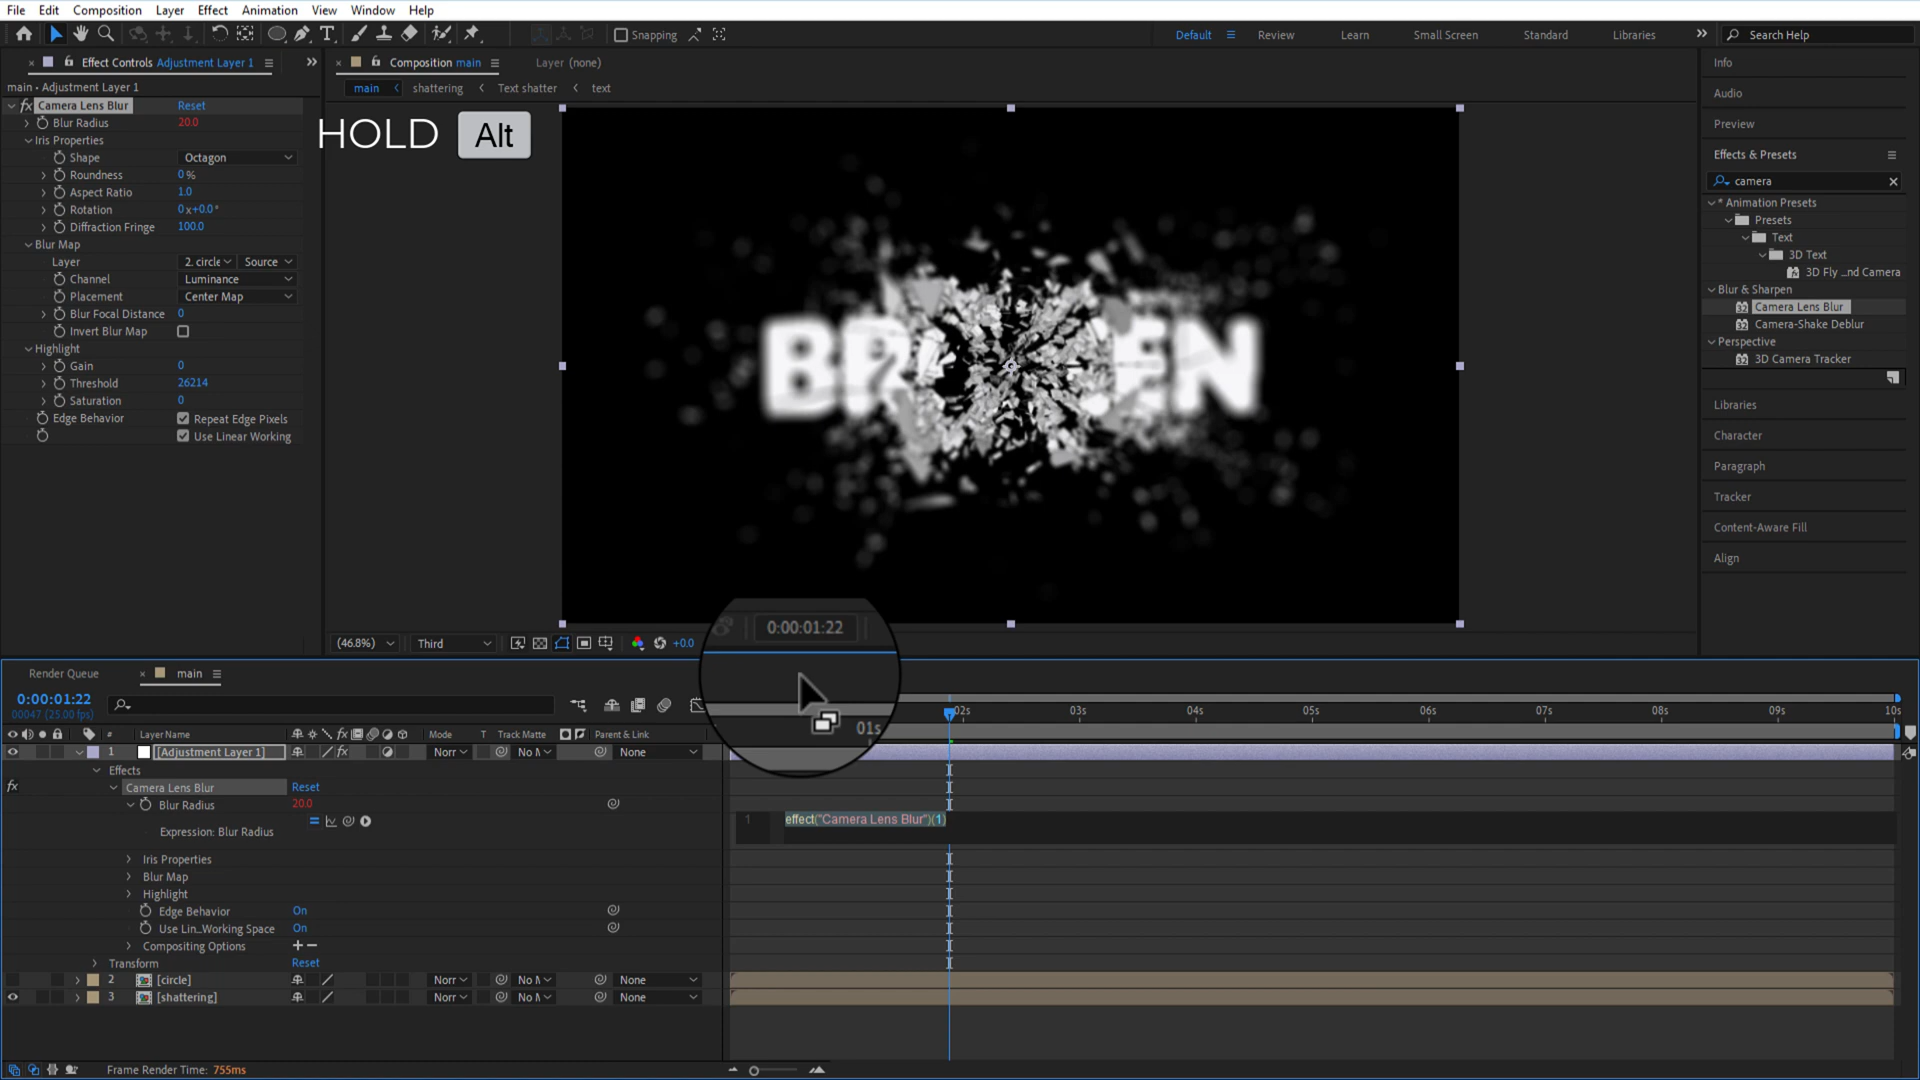 File Edit Composition Layer Effect Animation View Window Help
Snapping
Default Review Learn Small Screen Standard Libraries
Search Help
Effect Controls Adjustment Layer 1
main • Adjustment Layer 1
fx Camera Lens Blur Reset
Blur Radius 20.0
Iris Properties
Shape Octagon
Roundness 0 %
Aspect Ratio 1.0
Rotation 0 x+0.0 °
Diffraction Fringe 100.0
Blur Map
Layer 2. circle Source
Channel Luminance
Placement Center Map
Blur Focal Distance 0
Invert Blur Map
Highlight
Gain 0
Threshold 26214
Saturation 0
Edge Behavior Repeat Edge Pixels
Use Linear Working
Composition main
Layer (none)
main shattering Text shatter text
HOLD Alt
(46.8%) Third +0.0
0:00:01:22
01s
Info
Audio
Preview
Effects & Presets
camera
* Animation Presets
Presets
Text
3D Text
3D Fly ...nd Camera
Blur & Sharpen
Camera Lens Blur
Camera-Shake Deblur
Perspective
3D Camera Tracker
Libraries
Character
Paragraph
Tracker
Content-Aware Fill
Align
Render Queue main
0:00:01:22
00047 (25.00 fps)
02s 03s 04s 05s 06s 07s 08s 09s 10s
# Layer Name Mode T Track Matte Parent & Link
1 [Adjustment Layer 1] Norr No M None
Effects
fx Camera Lens Blur Reset
Blur Radius 20.0
Expression: Blur Radius
1 effect("Camera Lens Blur")(1)
Iris Properties
Blur Map
Highlight
Edge Behavior On
Use Lin...Working Space On
Compositing Options + –
Transform Reset
2 [circle] Norr No M None
3 [shattering] Norr No M None
Frame Render Time: 755ms